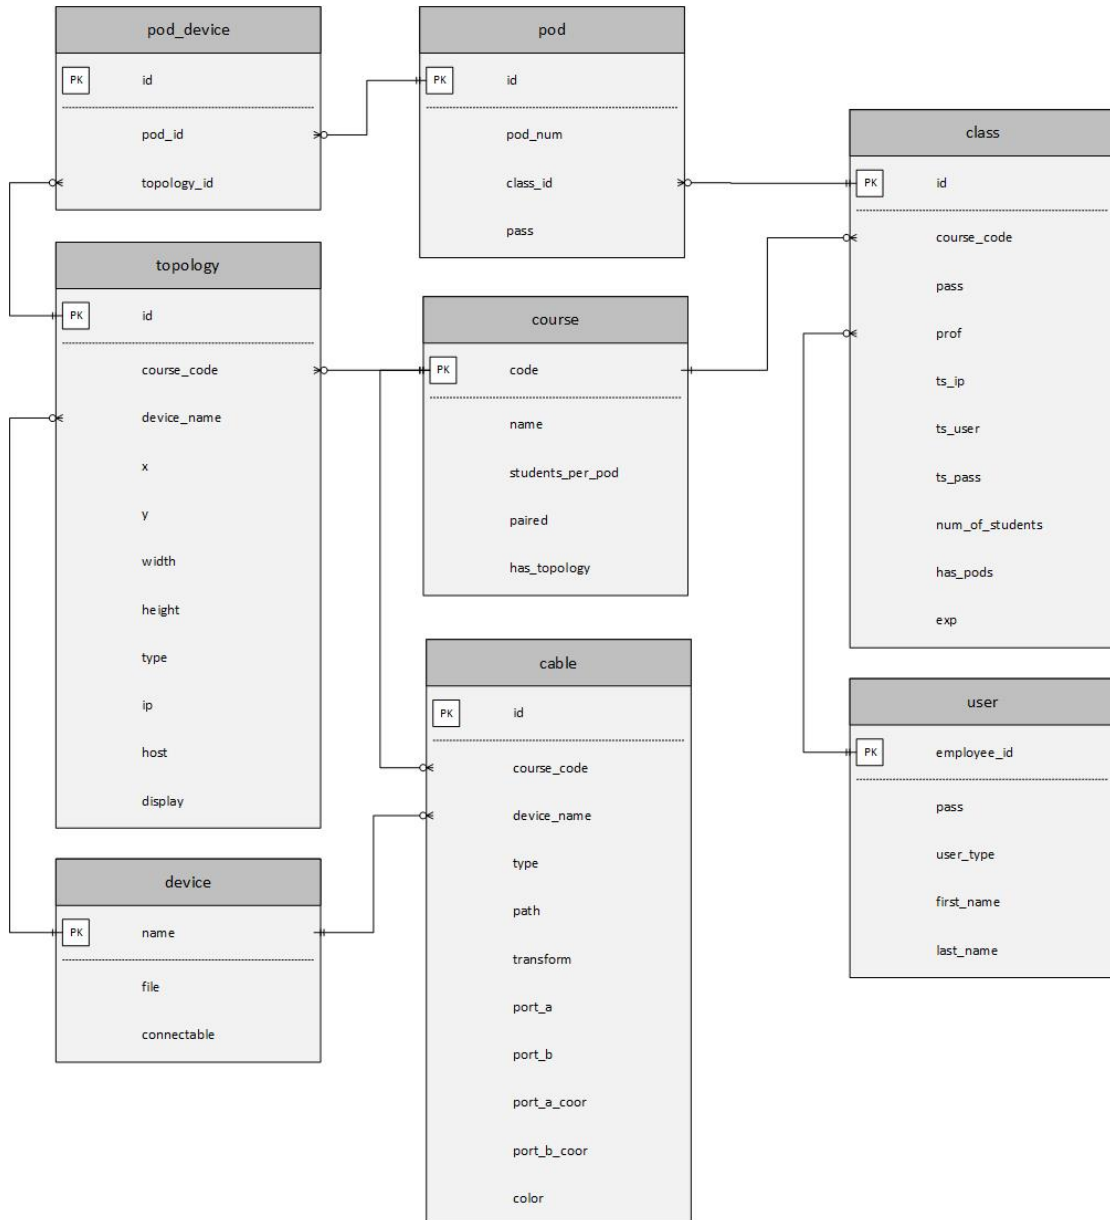 pod_device
PK id
pod_id
topology_id
pod
PK id
pod_num
class_id
pass
class
PK id
course_code
pass
prof
ts_ip
ts_user
ts_pass
num_of_students
has_pods
exp
topology
PK id
course_code
device_name
x
y
width
height
type
ip
host
display
course
PK code
name
students_per_pod
paired
has_topology
cable
PK id
course_code
device_name
type
path
transform
port_a
port_b
port_a_coor
port_b_coor
color
user
PK employee_id
pass
user_type
first_name
last_name
device
PK name
file
connectable